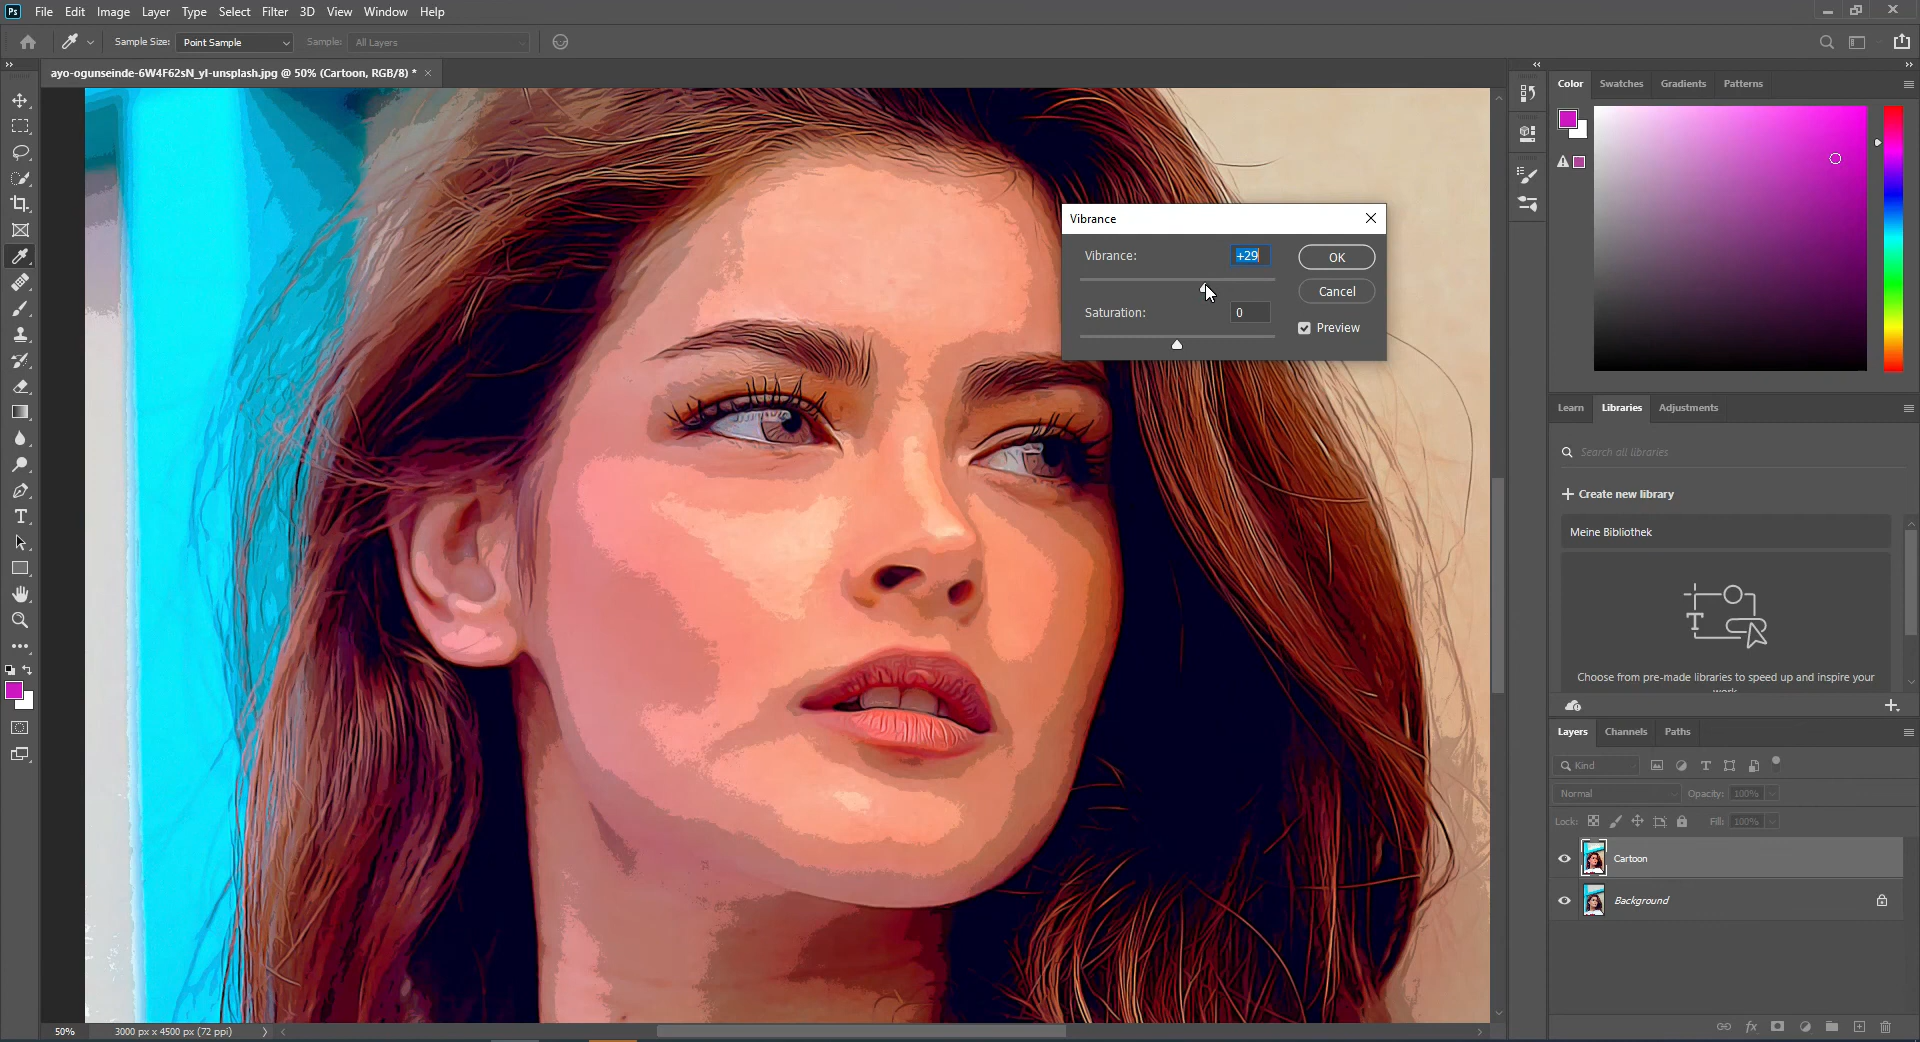 Ps File Edit Image Layer Type Select Filter 3D View Window Help
Sample Size: Point Sample Sample: All Layers
ayo-ogunseinde-6W4F62sN_yI-unsplash.jpg @ 50% (Cartoon, RGB/8) *
Vibrance
Vibrance: +29 OK
Cancel
Saturation: 0
Preview
Color Swatches Gradients Patterns
Learn Libraries Adjustments
Search all libraries
Create new library
Meine Bibliothek
Choose from pre-made libraries to speed up and inspire your
Layers Channels Paths
Kind
Normal Opacity: 100%
Lock: Fill: 100%
Cartoon
Background
50% 3000 px x 4500 px (72 ppi)